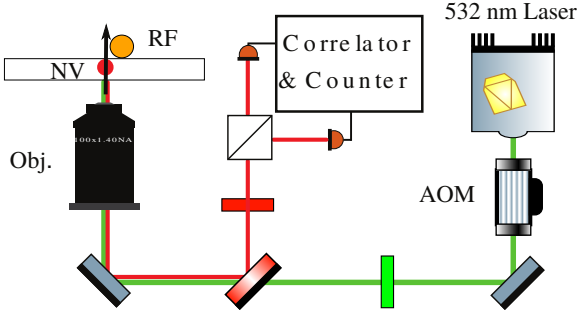 532 nm Laser
RF
NV
Correlator
& Counter
100x1.40NA
Obj.
AOM